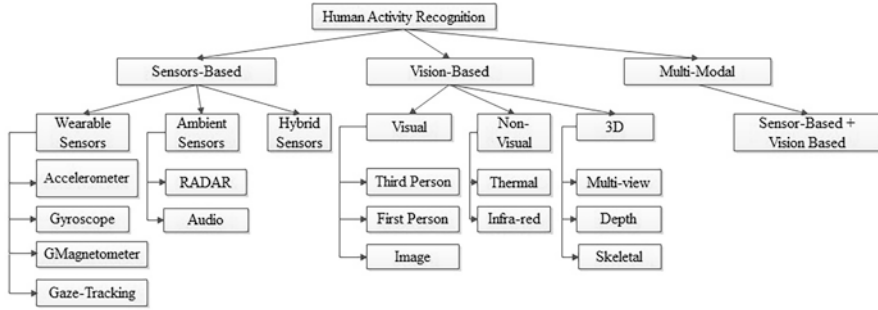 Human Activity Recognition
Sensors-Based
Vision-Based
Multi-Modal
Wearable
Sensors
Ambient
Sensors
Hybrid
Sensors
Visual
Non-
Visual
3D
Sensor-Based +
Vision Based
Accelerometer
RADAR
Third Person
Thermal
Multi-view
Gyroscope
Audio
First Person
Infra-red
Depth
GMagnetometer
Image
Skeletal
Gaze-Tracking